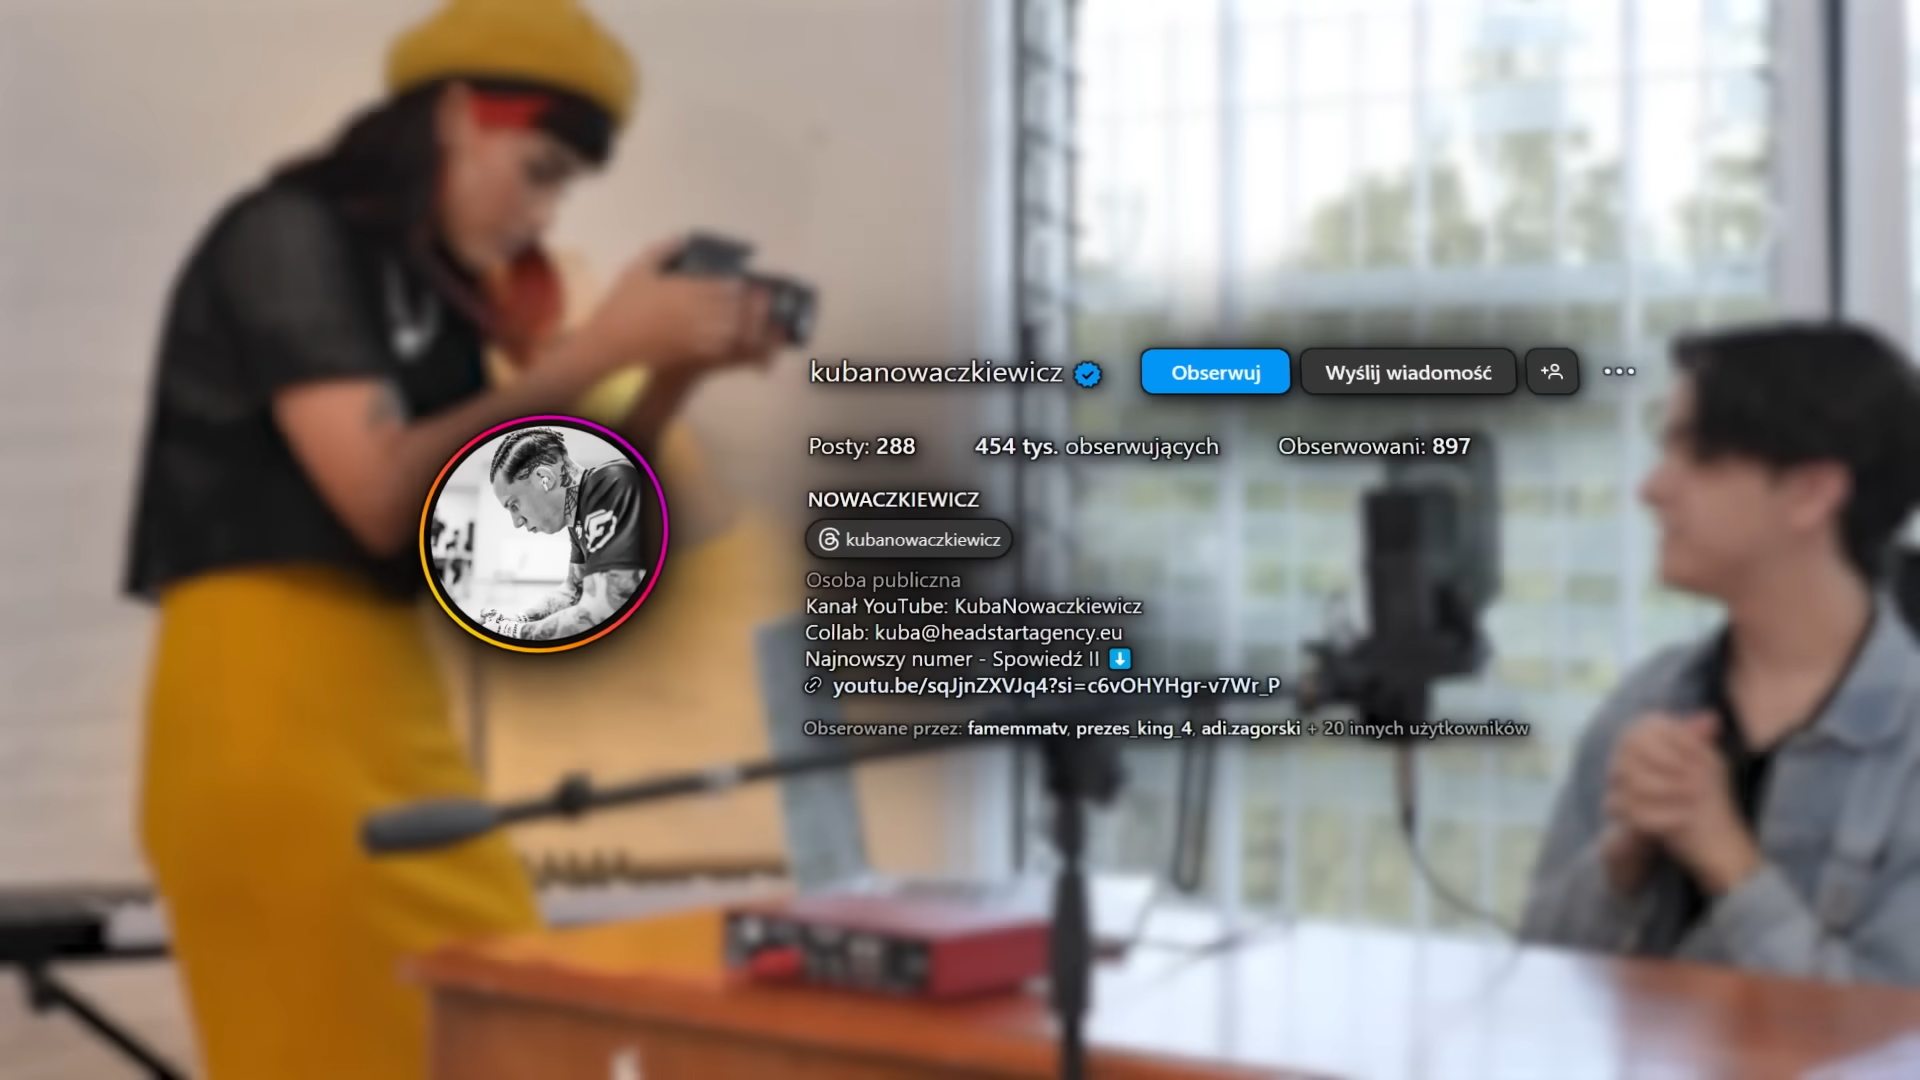 kubanowaczkiewicz Obserwuj Wyślij wiadomość
Posty: 288 454 tys. obserwujących Obserwowani: 897
NOWACZKIEWICZ
kubanowaczkiewicz
Osoba publiczna
Kanał YouTube: KubaNowaczkiewicz
Collab: kuba@headstartagency.eu
Najnowszy numer - Spowiedź II
youtu.be/sqJjnZXVJq4?si=c6vOHYHgr-v7Wr_P
Obserowane przez: famemmatv, prezes_king_4, adi.zagorski + 20 innych użytkowników